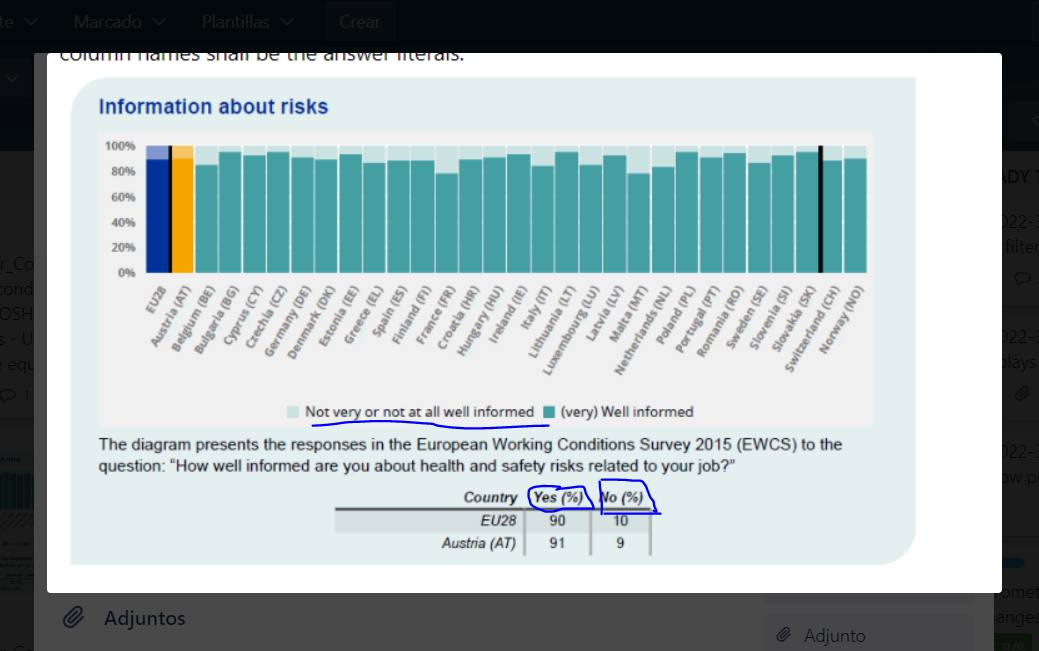 te
Marcado
Plantillas
Crear
column names shall be the answer literals.
Information about risks
100%
80%
60%
40%
20%
0%
EU28
Austria (AT)
Belgium (BE)
Bulgaria (BG)
Cyprus (CY)
Czechia (CZ)
Germany (DE)
Denmark (DK)
Estonia (EE)
Greece (EL)
Spain (ES)
Finland (FI)
France (FR)
Croatia (HR)
Hungary (HU)
Ireland (IE)
Italy (IT)
Lithuania (LT)
Luxembourg (LU)
Latvia (LV)
Malta (MT)
Netherlands (NL)
Poland (PL)
Portugal (PT)
Romania (RO)
Sweden (SE)
Slovenia (SI)
Slovakia (SK)
Switzerland (CH)
Norway (NO)
Not very or not at all well informed (very) Well informed
The diagram presents the responses in the European Working Conditions Survey 2015 (EWCS) to the
question: “How well informed are you about health and safety risks related to your job?”
Country Yes (%) No (%)
EU28 90 10
Austria (AT) 91 9
Adjuntos
Adjunto